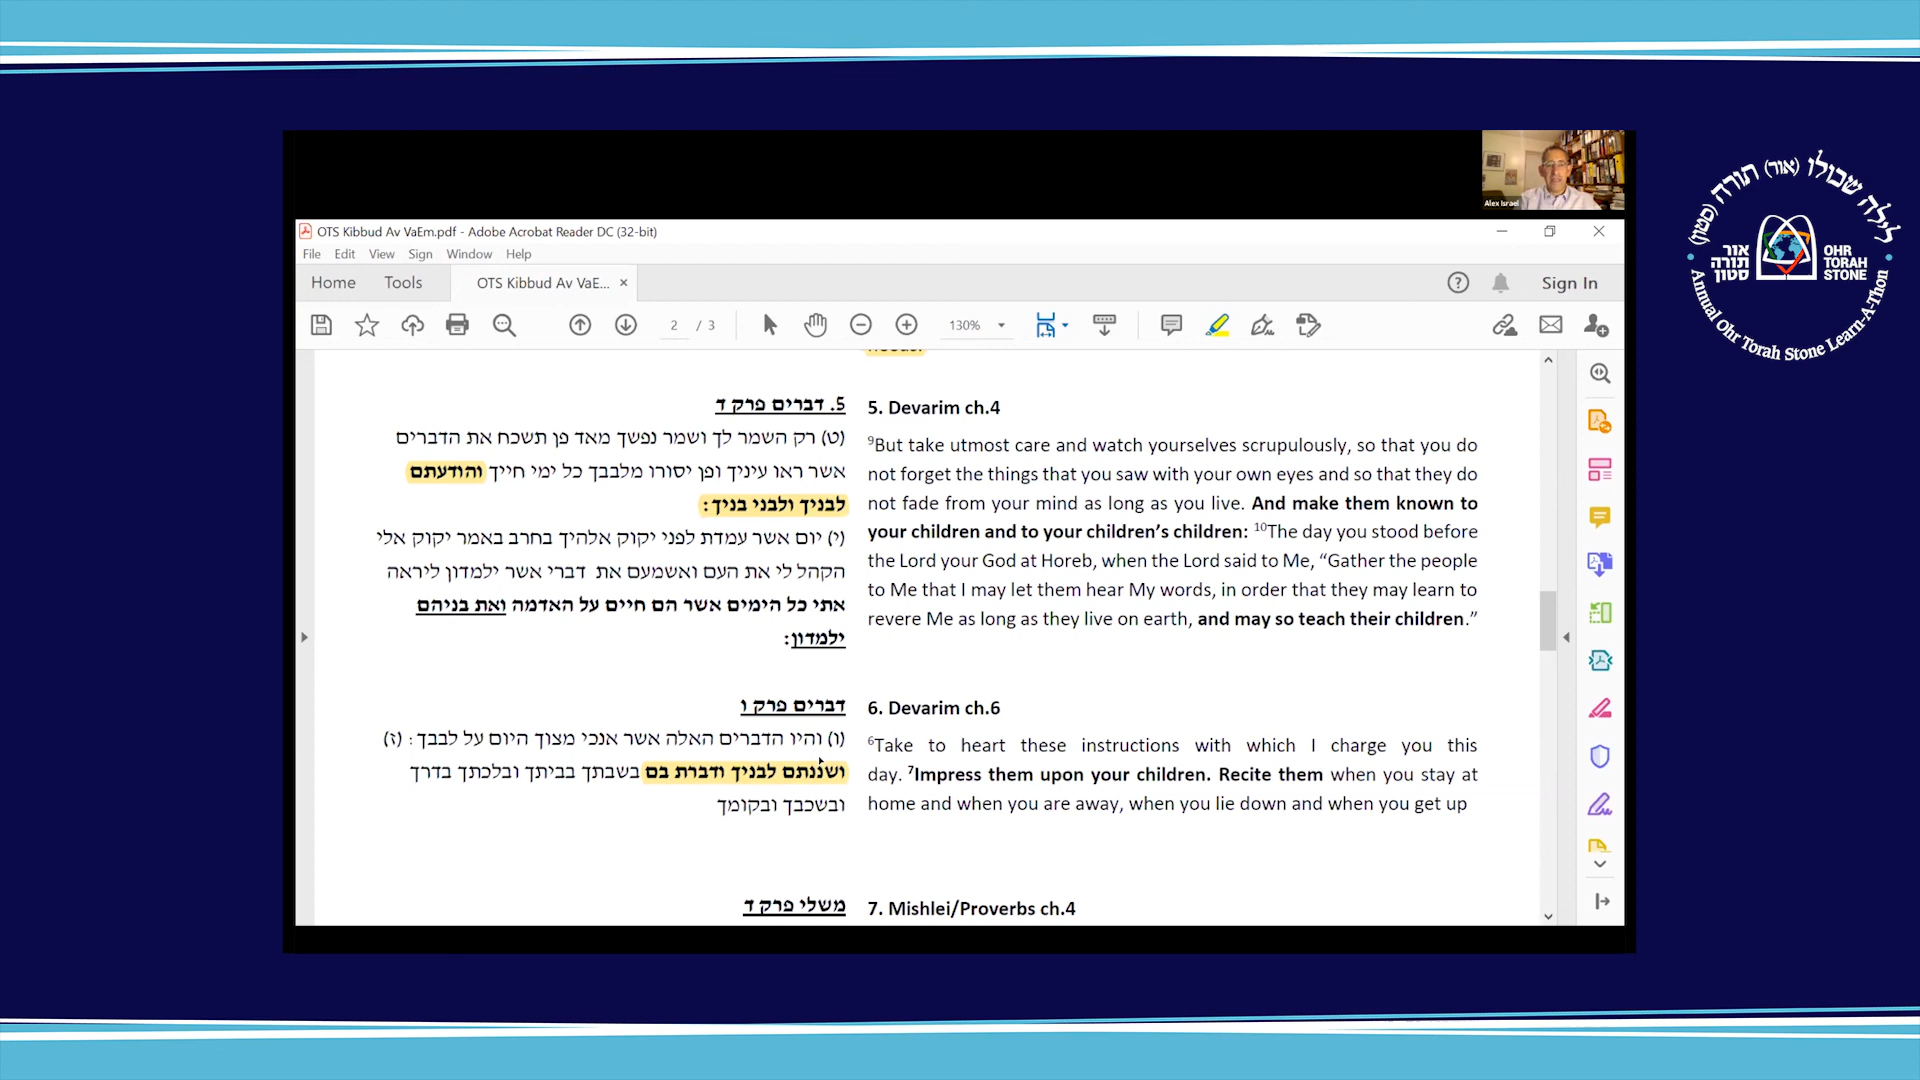 Alex Israel
OTS Kibbud Av VaEm.pdf - Adobe Acrobat Reader DC (32-bit)
File Edit View Sign Window Help
Home Tools OTS Kibbud Av VaE... × Sign In
2 / 3 130%
5. דברים פרק ד
(ט) רק השמר לך ושמר נפשך מאד פן תשכח את הדברים
אשר ראו עיניך ופן יסורו מלבבך כל ימי חייך והודעתם
לבניך ולבני בניך:
(י) יום אשר עמדת לפני יקוק אלהיך בחרב באמר יקוק אלי
הקהל לי את העם ואשמעם את דברי אשר ילמדון ליראה
אתי כל הימים אשר הם חיים על האדמה ואת בניהם
ילמדון:
5. Devarim ch.4
9But take utmost care and watch yourselves scrupulously, so that you do
not forget the things that you saw with your own eyes and so that they do
not fade from your mind as long as you live. And make them known to
your children and to your children’s children: 10The day you stood before
the Lord your God at Horeb, when the Lord said to Me, “Gather the people
to Me that I may let them hear My words, in order that they may learn to
revere Me as long as they live on earth, and may so teach their children.”
דברים פרק ו
(ו) והיו הדברים האלה אשר אנכי מצוך היום על לבבך: (ז)
ושננתם לבניך ודברת בם בשבתך בביתך ובלכתך בדרך
ובשכבך ובקומך
6. Devarim ch.6
6Take to heart these instructions with which I charge you this
day. 7Impress them upon your children. Recite them when you stay at
home and when you are away, when you lie down and when you get up
משלי פרק ד
7. Mishlei/Proverbs ch.4
לילה שכולו (אור) תורה (סטון)
אור
תורה
סטון
OHR
TORAH
STONE
Annual Ohr Torah Stone Learn-A-Thon